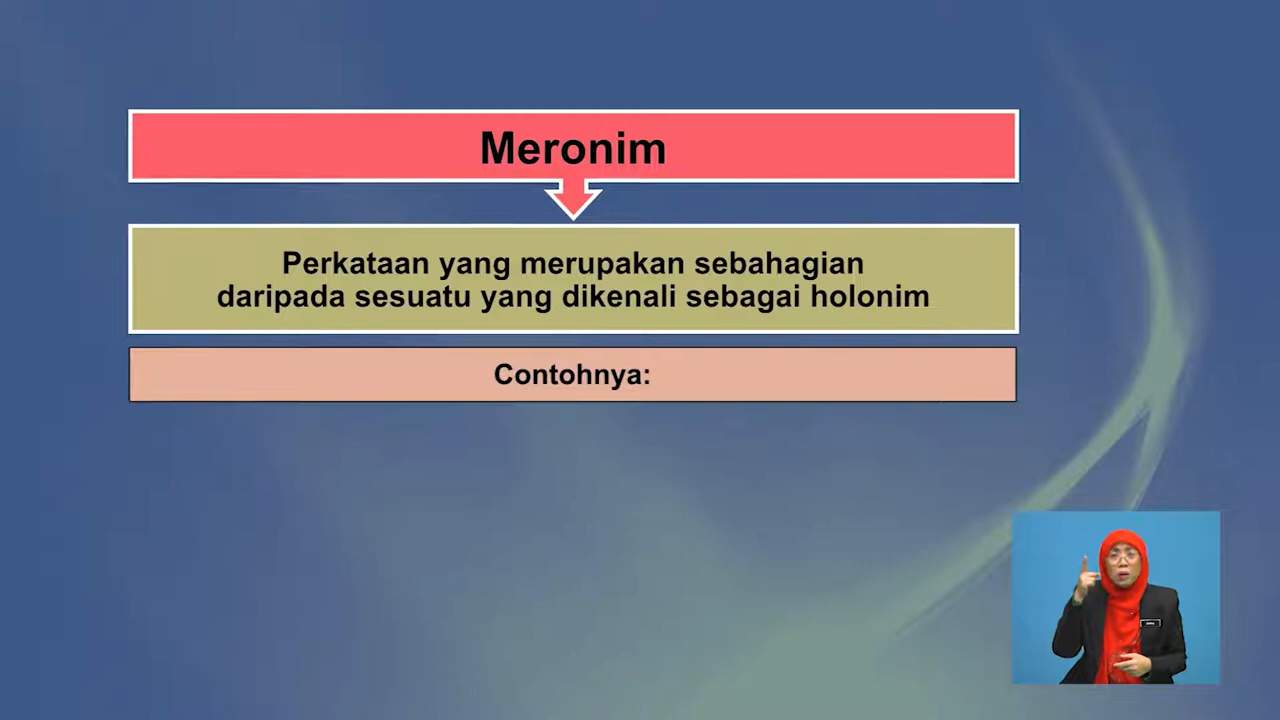 Meronim
Perkataan yang merupakan sebahagian
daripada sesuatu yang dikenali sebagai holonim
Contohnya: